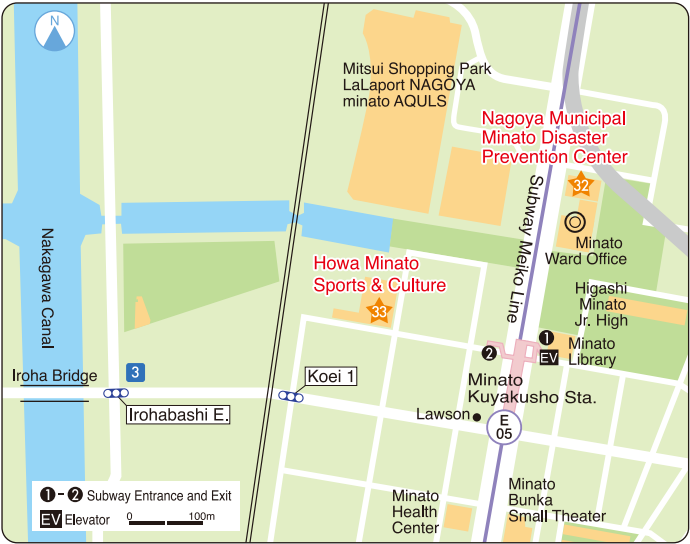 N
Mitsui Shopping Park
LaLaport NAGOYA
minato AQULS
Nagoya Municipal
Minato Disaster
Prevention Center
32
Subway Meiko Line
Minato
Ward Office
Nakagawa Canal
Howa Minato
Sports & Culture
33
Higashi
Minato
Jr. High
1
EV
Minato
Library
2
Iroha Bridge
3
Koei 1
Irohabashi E.
Minato
Kuyakusho Sta.
Lawson
E
05
Minato
Health
Center
Minato
Bunka
Small Theater
1 - 2 Subway Entrance and Exit
EV Elevator 0 100m